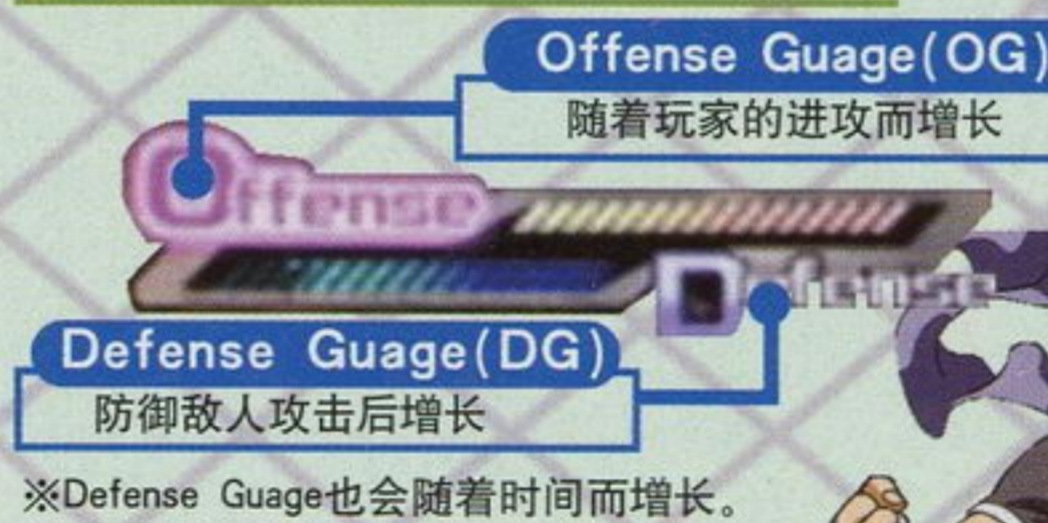 Offense Guage(OG)
随着玩家的进攻而增长
Offense
Defense
Defense Guage(DG)
防御敌人攻击后增长
※Defense Guage也会随着时间而增长。